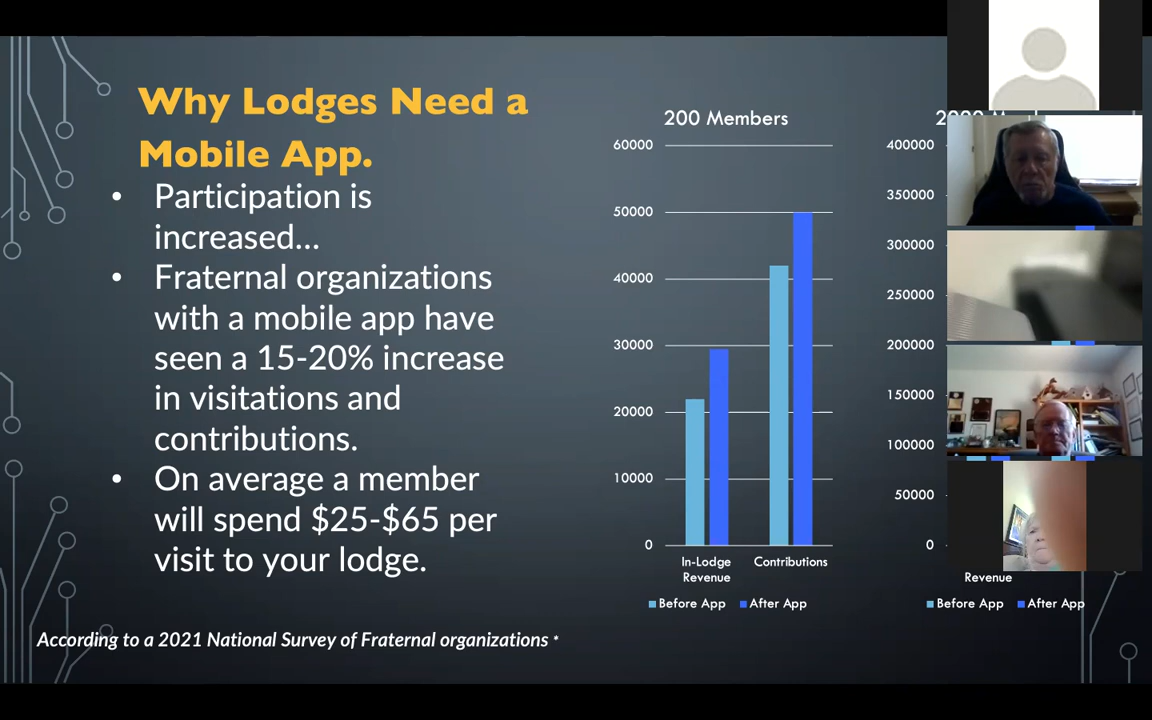 Why Lodges Need a
Mobile App.
• Participation is
increased...
• Fraternal organizations
with a mobile app have
seen a 15-20% increase
in visitations and
contributions.
• On average a member
will spend $25-$65 per
visit to your lodge.
According to a 2021 National Survey of Fraternal organizations *
200 Members
60000
50000
40000
30000
20000
10000
0
In-Lodge
Revenue
Contributions
Before App
After App
400000
350000
300000
250000
200000
150000
100000
50000
0
Revenue
Before App
After App